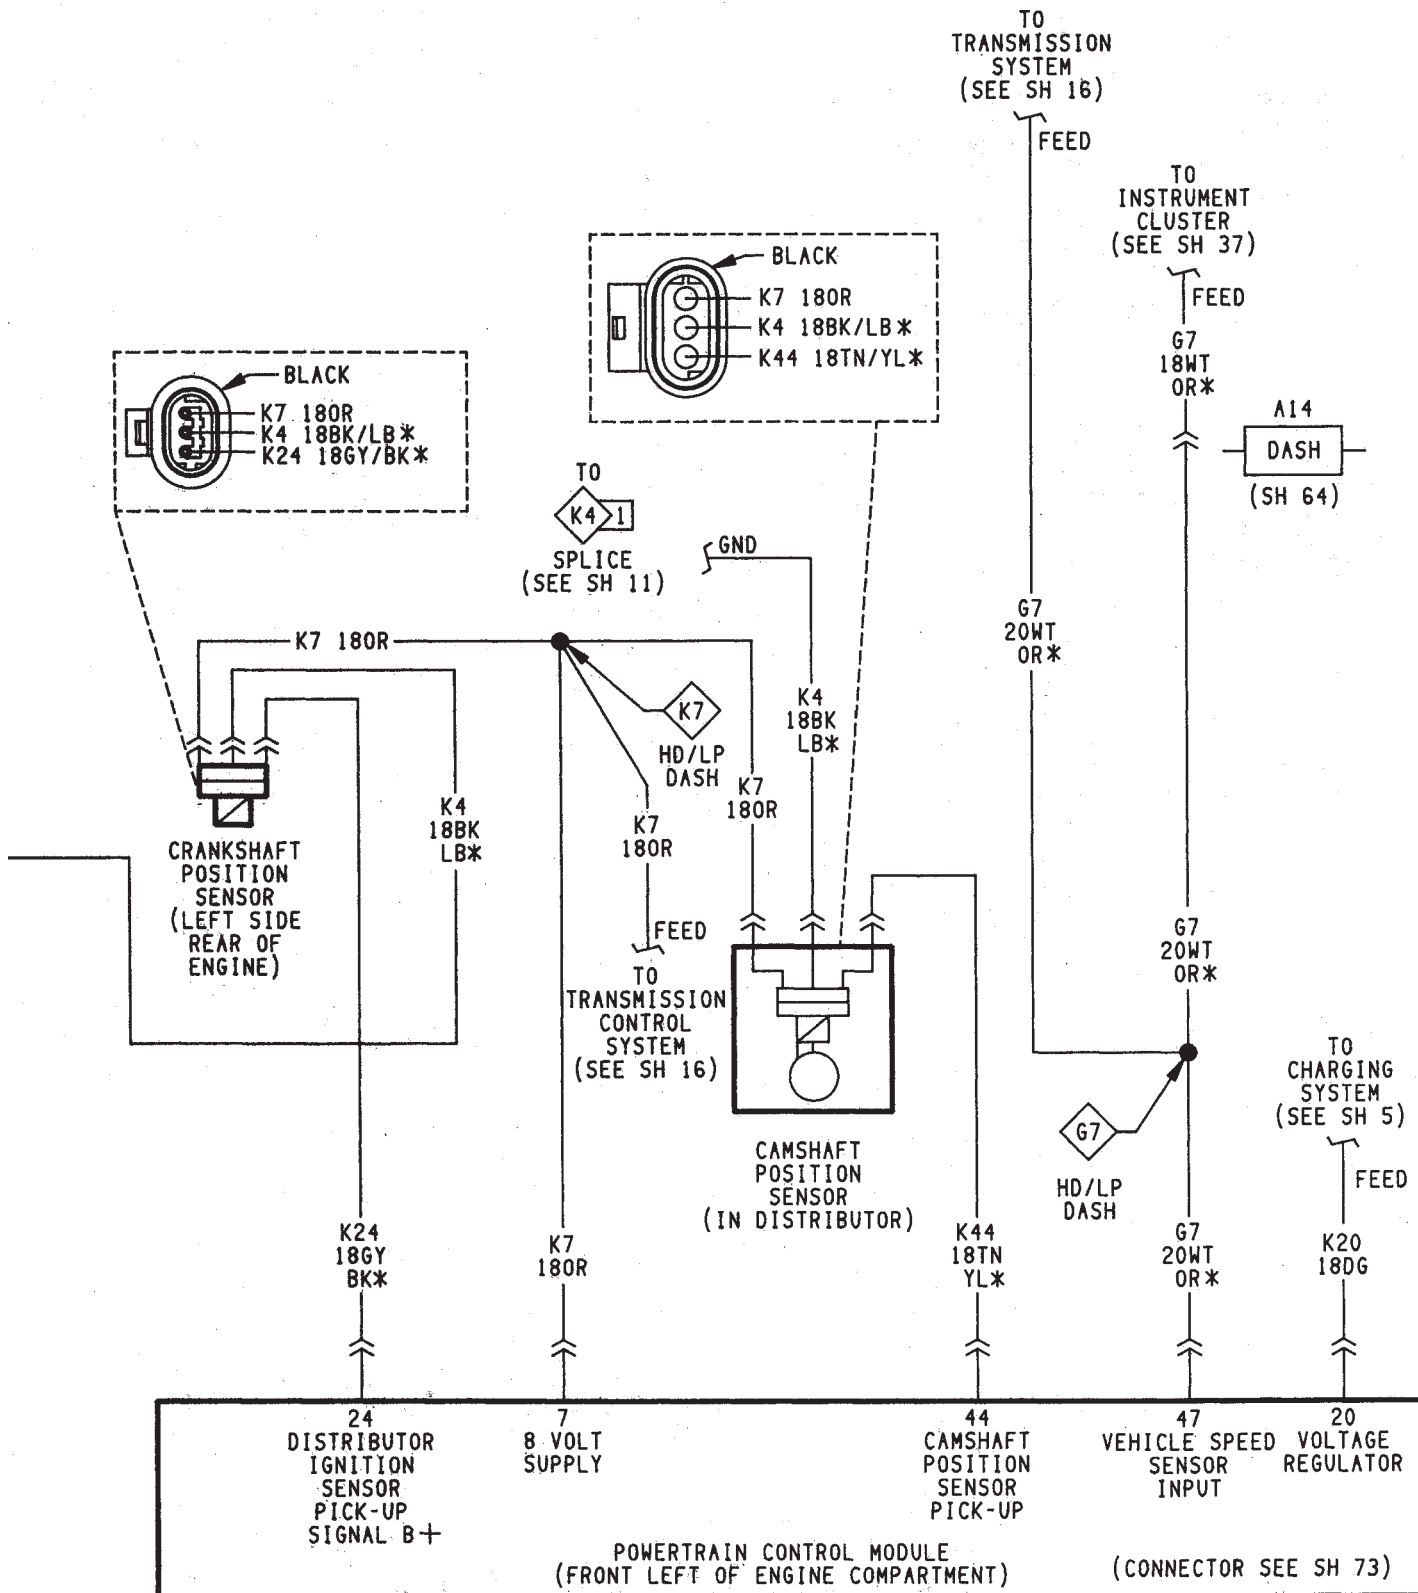 TO
TRANSMISSION
SYSTEM
(SEE SH 16)
FEED
TO
INSTRUMENT
CLUSTER
(SEE SH 37)
FEED
G7
18WT
OR*
A14
DASH
(SH 64)
BLACK
K7 18OR
K4 18BK/LB*
K44 18TN/YL*
BLACK
K7 18OR
K4 18BK/LB*
K24 18GY/BK*
TO
K4 1
SPLICE
(SEE SH 11)
GND
G7
20WT
OR*
K7 18OR
K7
HD/LP
DASH
K4
18BK
LB*
K7
18OR
K4
18BK
LB*
K7
18OR
CRANKSHAFT
POSITION
SENSOR
(LEFT SIDE
REAR OF
ENGINE)
FEED
TO
TRANSMISSION
CONTROL
SYSTEM
(SEE SH 16)
G7
20WT
OR*
TO
CHARGING
SYSTEM
(SEE SH 5)
FEED
G7
HD/LP
DASH
CAMSHAFT
POSITION
SENSOR
(IN DISTRIBUTOR)
K24
18GY
BK*
K7
18OR
K44
18TN
YL*
G7
20WT
OR*
K20
18DG
24
DISTRIBUTOR
IGNITION
SENSOR
PICK-UP
SIGNAL B+
7
8 VOLT
SUPPLY
44
CAMSHAFT
POSITION
SENSOR
PICK-UP
47
VEHICLE SPEED
SENSOR
INPUT
20
VOLTAGE
REGULATOR
POWERTRAIN CONTROL MODULE
(FRONT LEFT OF ENGINE COMPARTMENT)
(CONNECTOR SEE SH 73)